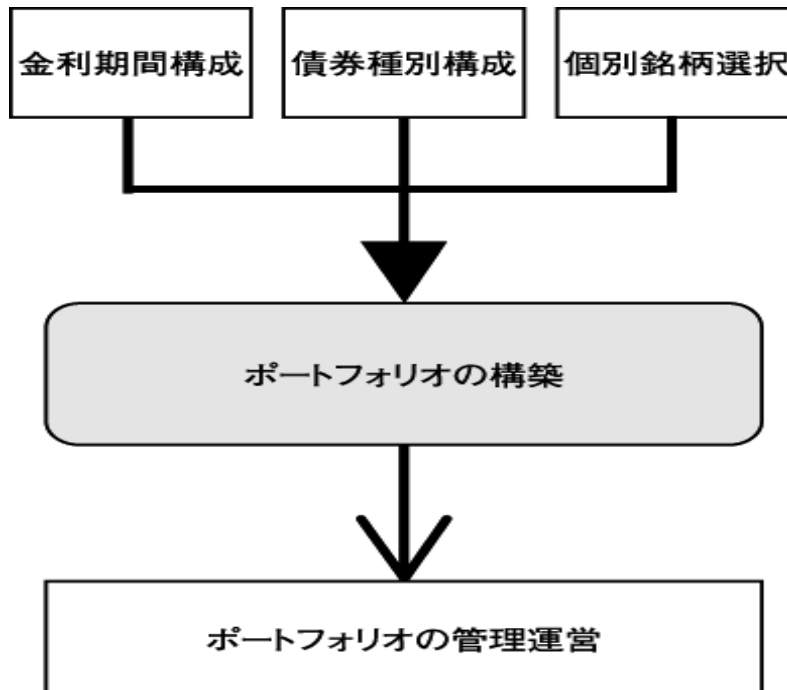 金利期間構成
債券種別構成
個別銘柄選択
ポートフォリオの構築
ポートフォリオの管理運営